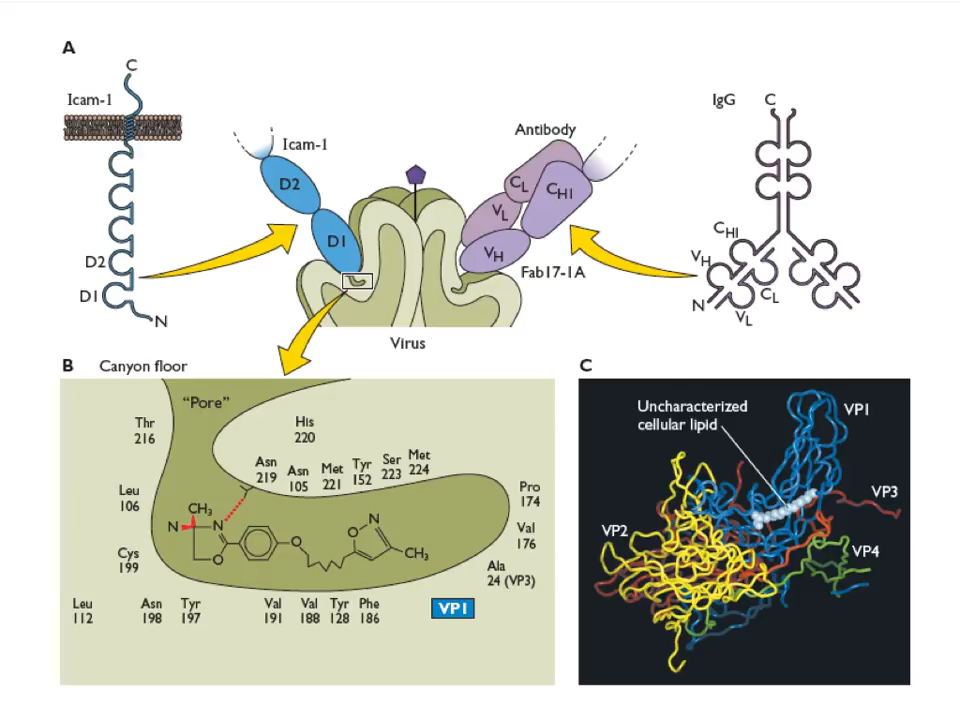 A
C
Icam-1
D2
D1
N
Icam-1
D2
D1
Antibody
CL
CHI
VL
VH
Fab17-1A
Virus
IgG
C
CHI
VH
N
CL
VL
B Canyon floor
"Pore"
Thr
216
His
220
Asn
219
Asn
105
Met
221
Tyr
152
Ser
223
Met
224
Leu
106
Pro
174
Val
176
CH3
N
N
O
O
N
O
CH3
Cys
199
Ala
24 (VP3)
Leu
112
Asn
198
Tyr
197
Val
191
Val
188
Tyr
128
Phe
186
VP1
C
Uncharacterized
cellular lipid
VP1
VP3
VP2
VP4